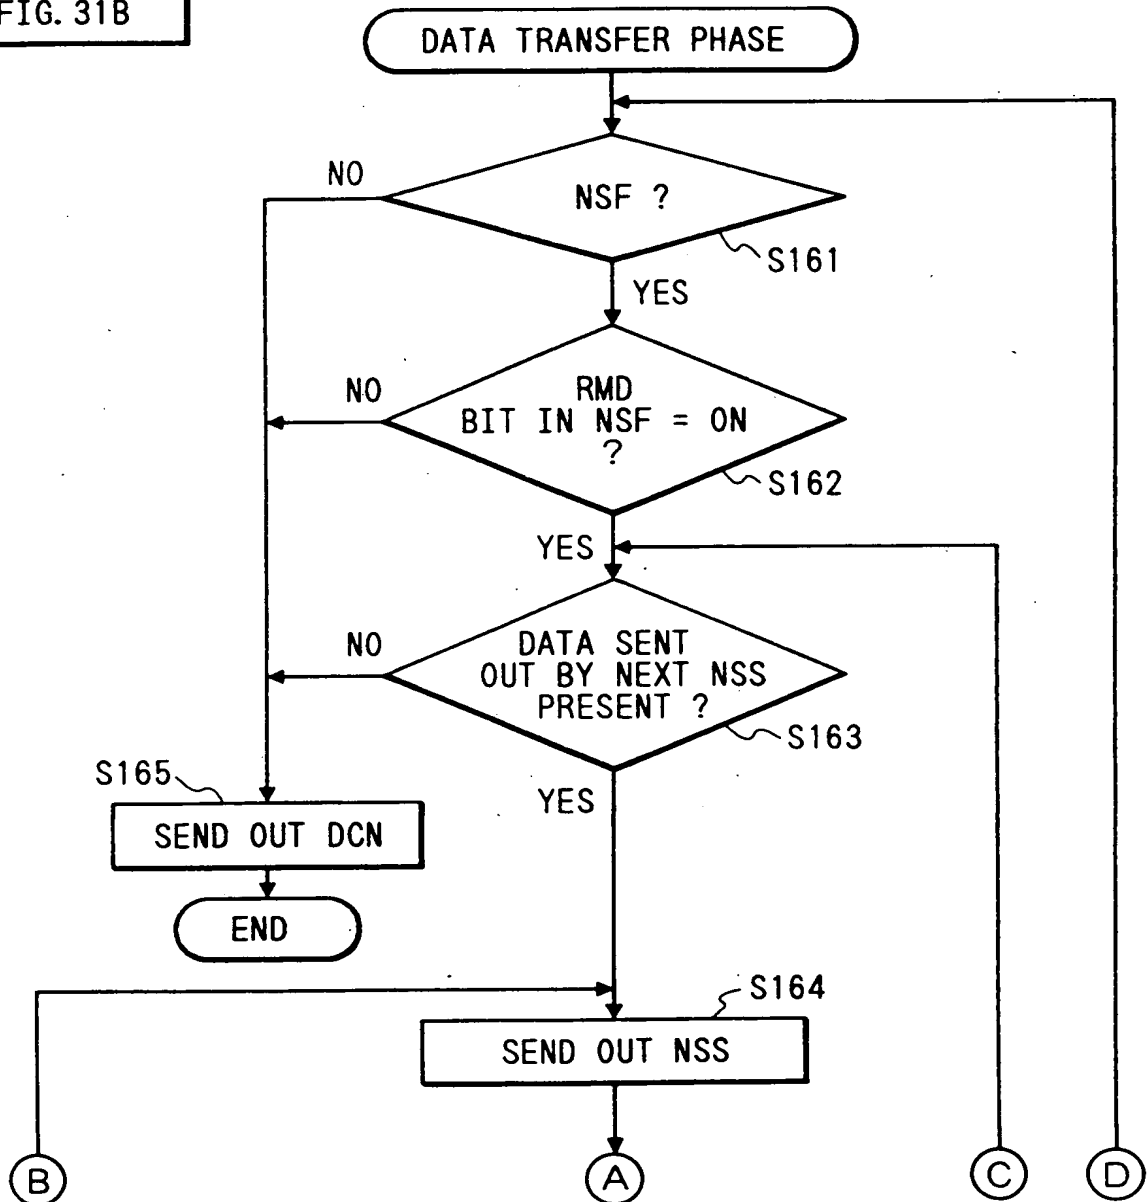 FIG. 31B
DATA TRANSFER PHASE
NO
NSF ?
S161
YES
NO
RMD
BIT IN NSF = ON
?
S162
YES
NO
DATA SENT
OUT BY NEXT NSS
PRESENT ?
S163
S165
YES
SEND OUT DCN
END
S164
SEND OUT NSS
B
A
C
D